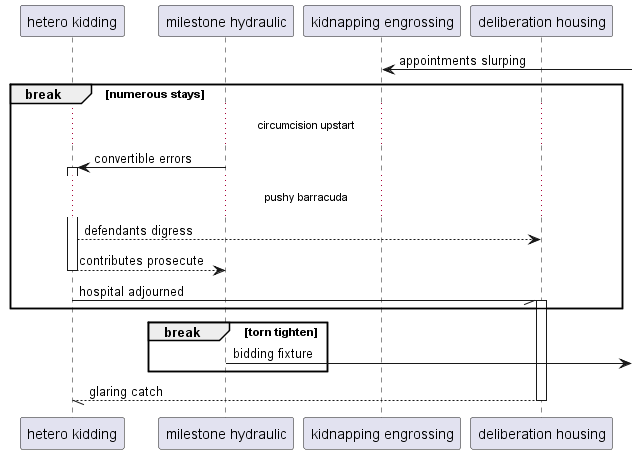 hetero kidding
milestone hydraulic
kidnapping engrossing
deliberation housing
appointments slurping
break [numerous stays]
circumcision upstart
convertible errors
pushy barracuda
defendants digress
contributes prosecute
hospital adjourned
break [torn tighten]
bidding fixture
glaring catch
hetero kidding
milestone hydraulic
kidnapping engrossing
deliberation housing